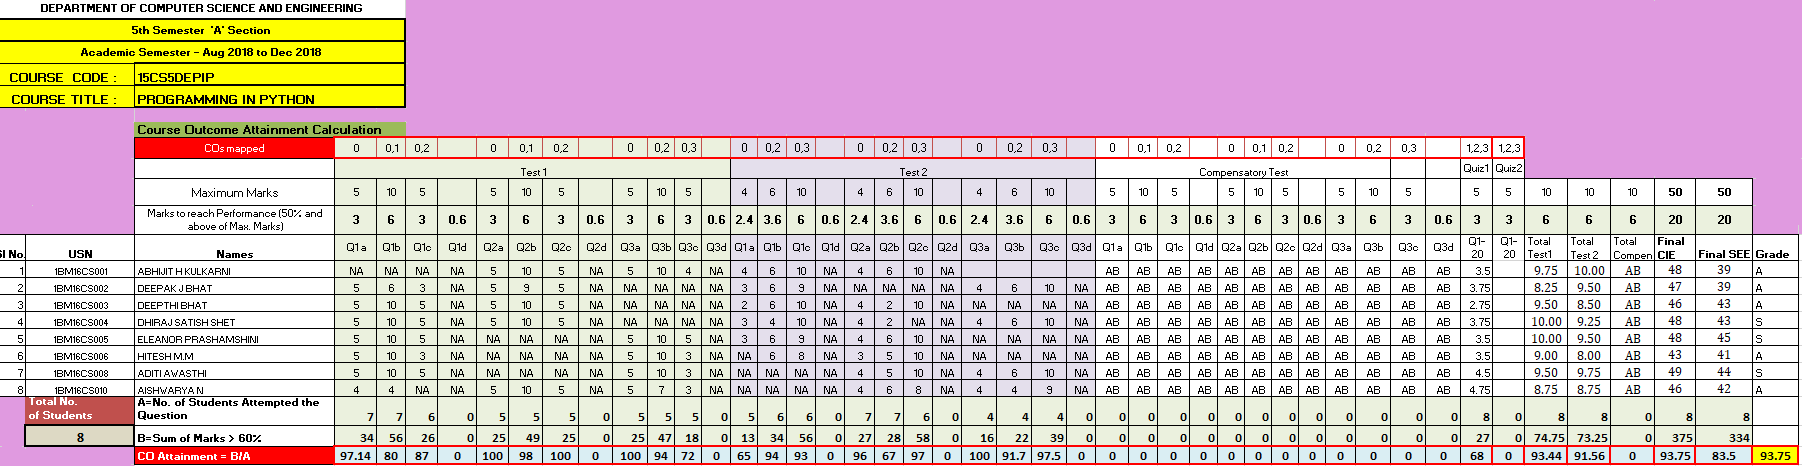 DEPARTMENT OF COMPUTER SCIENCE AND ENGINEERING
5th Semester 'A' Section
Academic Semester - Aug 2018 to Dec 2018
COURSE CODE : 15CS5DEPIP
COURSE TITLE : PROGRAMMING IN PYTHON
Course Outcome Attainment Calculation
COs mapped 0 0,1 0,2 0 0,1 0,2 0 0,2 0,3 0 0,2 0,3 0 0,2 0,3 0 0,2 0,3 0 0,1 0,2 0 0,1 0,2 0 0,2 0,3 1,2,3 1,2,3
Test 1 Test 2 Compensatory Test Quiz1 Quiz2
Maximum Marks 5 10 5 5 10 5 5 10 5 4 6 10 4 6 10 4 6 10 5 10 5 5 10 5 5 10 5 5 5 10 10 10 50 50
Marks to reach Performance (50% and above of Max. Marks) 3 6 3 0.6 3 6 3 0.6 3 6 3 0.6 2.4 3.6 6 0.6 2.4 3.6 6 0.6 2.4 3.6 6 0.6 3 6 3 0.6 3 6 3 0.6 3 6 3 0.6 3 3 6 6 6 20 20
Sl No. USN Names Q1a Q1b Q1c Q1d Q2a Q2b Q2c Q2d Q3a Q3b Q3c Q3d Q1a Q1b Q1c Q1d Q2a Q2b Q2c Q2d Q3a Q3b Q3c Q3d Q1a Q1b Q1c Q1d Q2a Q2b Q2c Q2d Q3a Q3b Q3c Q3d Q1-20 Q1-20 Total Test1 Total Test 2 Total Compen Final CIE Final SEE Grade
1 1BM16CS001 ABHIJIT H KULKARNI NA NA NA NA 5 10 5 NA 5 10 4 NA 4 6 10 NA 4 6 10 NA AB AB AB AB AB AB AB AB AB AB AB AB 3.5 9.75 10.00 AB 48 39 A
2 1BM16CS002 DEEPAK J BHAT 5 6 3 NA 5 9 5 NA NA NA NA NA 3 6 9 NA NA NA NA NA 4 6 10 NA AB AB AB AB AB AB AB AB AB AB AB AB 3.75 8.25 9.50 AB 47 39 A
3 1BM16CS003 DEEPTHI BHAT 5 10 5 NA 5 10 5 NA NA NA NA NA 2 6 10 NA 4 2 10 NA NA NA NA NA AB AB AB AB AB AB AB AB AB AB AB AB 2.75 9.50 8.50 AB 46 43 A
4 1BM16CS004 DHIRAJ SATISH SHET 5 10 5 NA 5 10 5 NA NA NA NA NA 3 4 10 NA 4 2 NA NA 4 6 10 NA AB AB AB AB AB AB AB AB AB AB AB AB 3.75 10.00 9.25 AB 48 43 S
5 1BM16CS005 ELEANOR PRASHAMSHINI 5 10 5 NA NA NA NA NA 5 10 5 NA 3 6 9 NA 4 6 10 NA NA NA NA NA AB AB AB AB AB AB AB AB AB AB AB AB 3.5 10.00 9.50 AB 48 45 S
6 1BM16CS006 HITESH M.M 5 10 3 NA 5 10 5 NA NA NA NA NA NA 6 8 NA 3 5 10 NA NA NA NA NA AB AB AB AB AB AB AB AB AB AB AB AB 3.5 9.00 8.00 AB 43 41 A
7 1BM16CS008 ADITI AVASTHI 5 10 5 NA NA NA NA NA 5 10 3 NA NA NA NA NA 4 5 10 NA 4 6 10 NA AB AB AB AB AB AB AB AB AB AB AB AB 4.5 9.50 9.75 AB 49 44 S
8 1BM16CS010 AISHWARYA N 4 4 NA NA 5 10 5 NA 5 7 3 NA NA NA NA NA 4 6 8 NA 4 4 9 NA AB AB AB AB AB AB AB AB AB AB AB AB 4.75 8.75 8.75 AB 46 42 A
Total No. of Students A=No. of Students Attempted the Question 7 7 6 0 5 5 5 0 5 5 5 0 5 6 6 0 7 7 6 0 4 4 4 0 0 0 0 0 0 0 0 0 0 0 0 0 8 0 8 8 0 8 8
8 B=Sum of Marks > 60% 34 56 26 0 25 49 25 0 25 47 18 0 13 34 56 0 27 28 58 0 16 22 39 0 0 0 0 0 0 0 0 0 0 0 0 0 27 0 74.75 73.25 0 375 334
CO Attainment = B/A 97.14 80 87 0 100 98 100 0 100 94 72 0 65 94 93 0 96 67 97 0 100 91.7 97.5 0 0 0 0 0 0 0 0 0 0 0 0 0 68 0 93.44 91.56 0 93.75 83.5 93.75